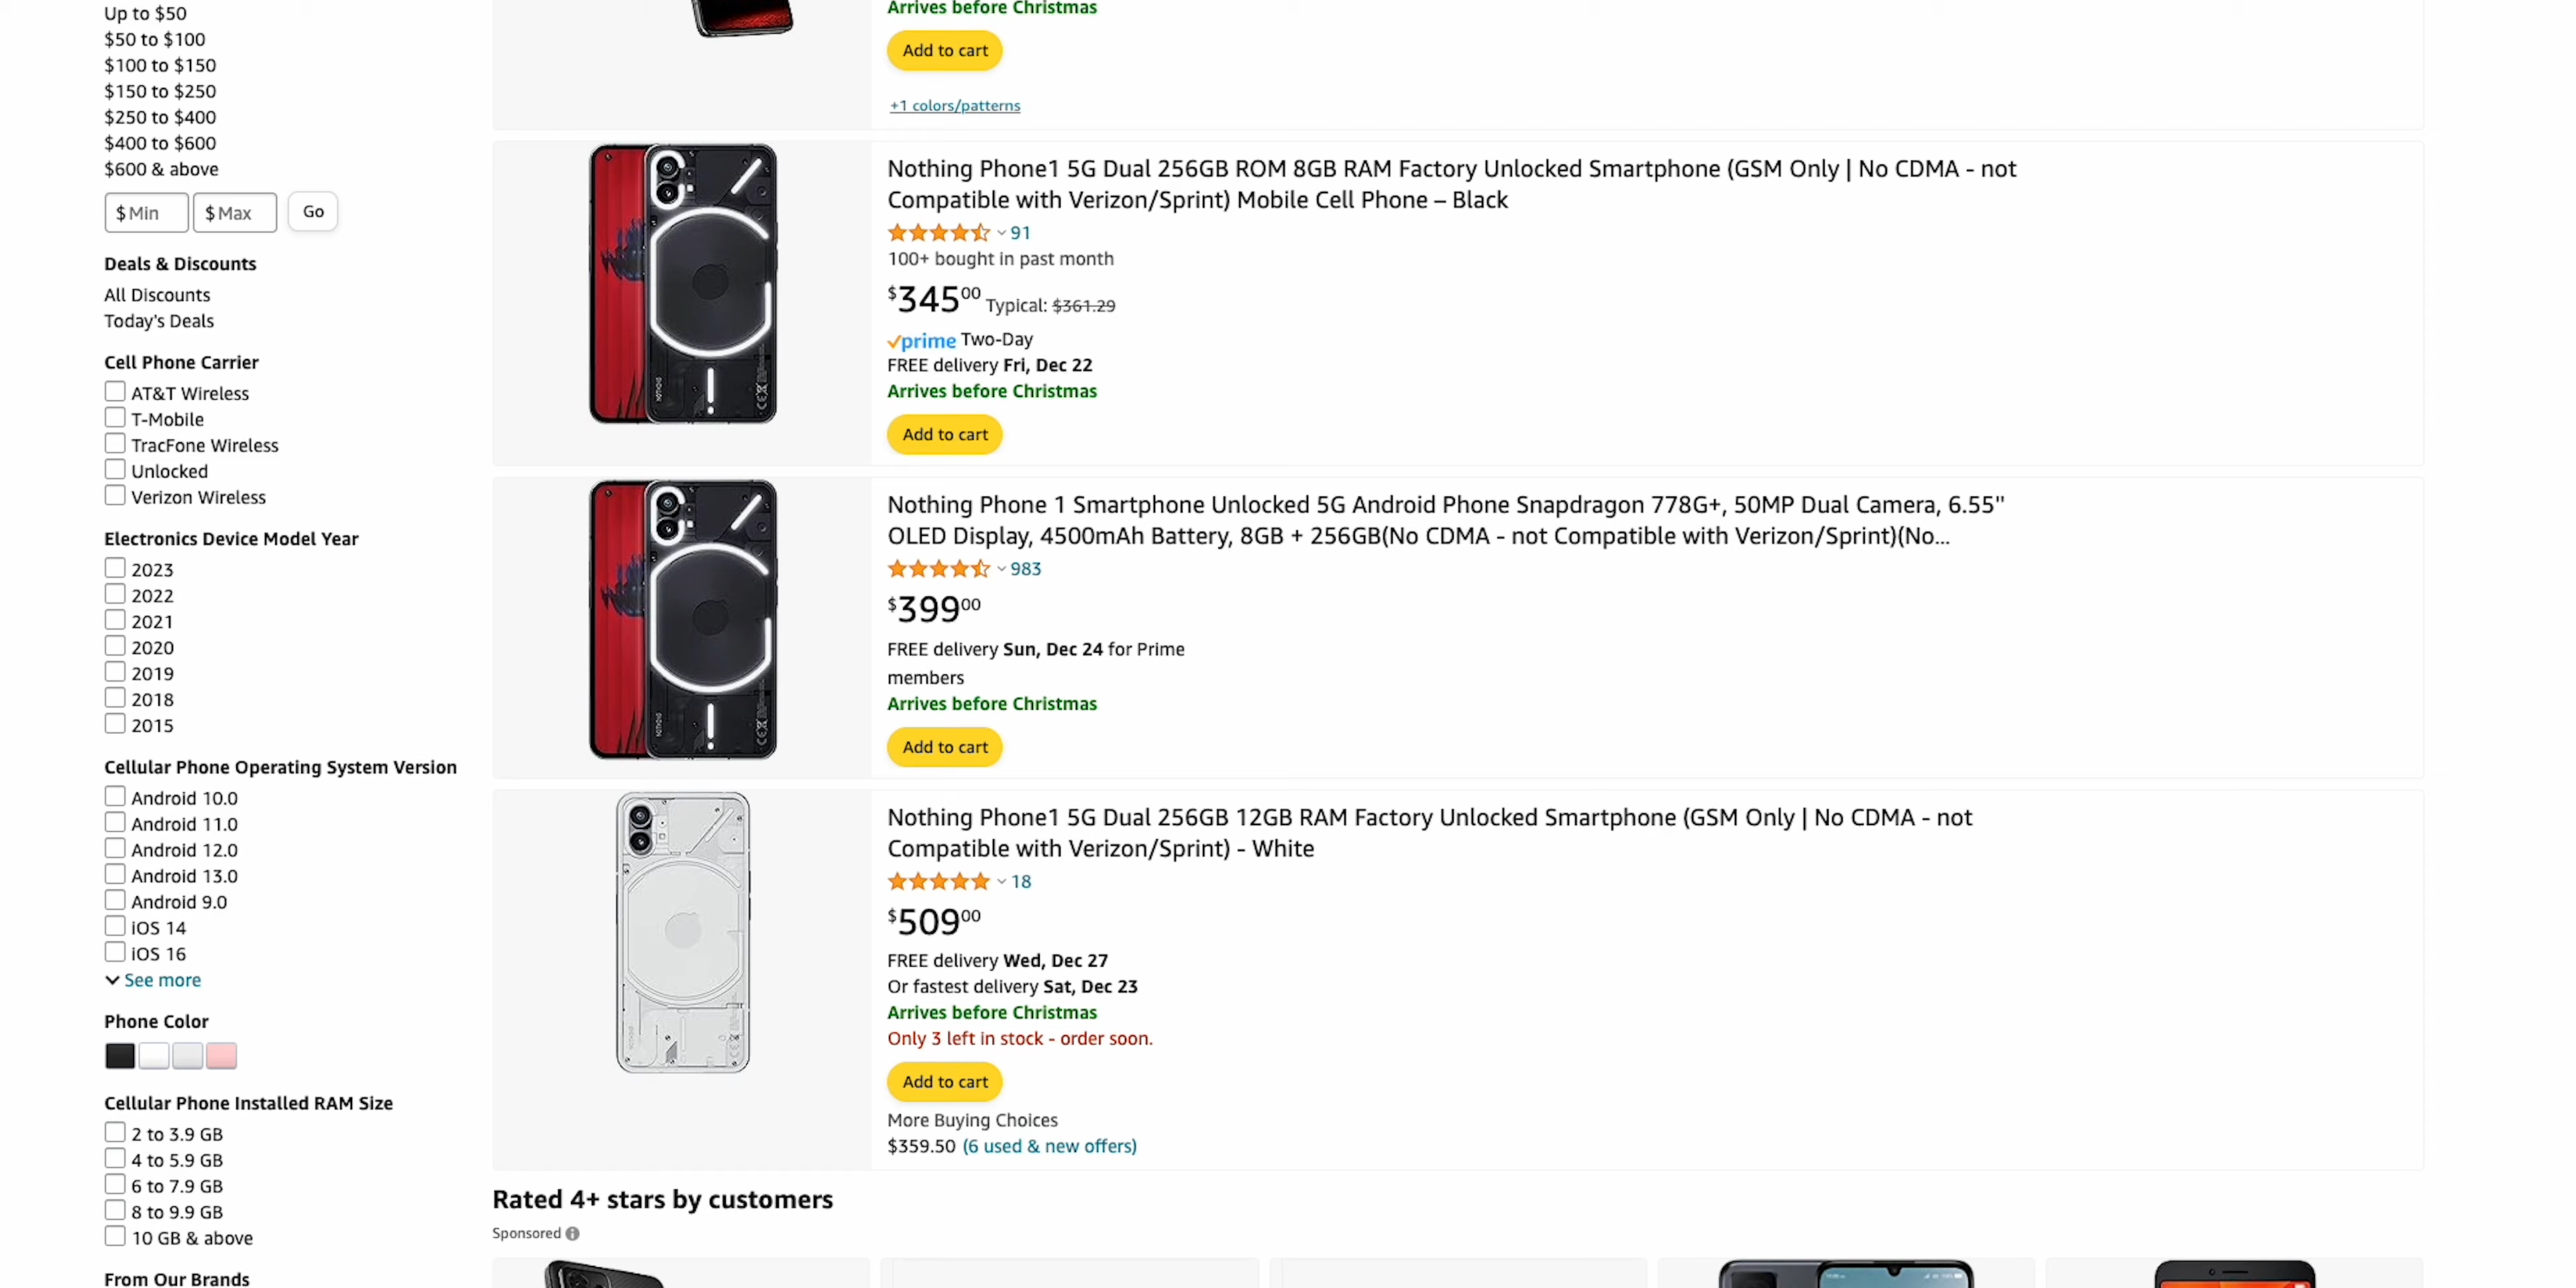 Up to $50
$50 to $100
$100 to $150
$150 to $250
$250 to $400
$400 to $600
$600 & above
$ Min $ Max Go
Deals & Discounts
All Discounts
Today's Deals
Cell Phone Carrier
AT&T Wireless
T-Mobile
TracFone Wireless
Unlocked
Verizon Wireless
Electronics Device Model Year
2023
2022
2021
2020
2019
2018
2015
Cellular Phone Operating System Version
Android 10.0
Android 11.0
Android 12.0
Android 13.0
Android 9.0
iOS 14
iOS 16
See more
Phone Color
Cellular Phone Installed RAM Size
2 to 3.9 GB
4 to 5.9 GB
6 to 7.9 GB
8 to 9.9 GB
10 GB & above
From Our Brands
Arrives before Christmas
Add to cart
+1 colors/patterns
Nothing Phone1 5G Dual 256GB ROM 8GB RAM Factory Unlocked Smartphone (GSM Only | No CDMA - not
Compatible with Verizon/Sprint) Mobile Cell Phone – Black
91
100+ bought in past month
$345.00 Typical: $361.29
prime Two-Day
FREE delivery Fri, Dec 22
Arrives before Christmas
Add to cart
Nothing Phone 1 Smartphone Unlocked 5G Android Phone Snapdragon 778G+, 50MP Dual Camera, 6.55"
OLED Display, 4500mAh Battery, 8GB + 256GB(No CDMA - not Compatible with Verizon/Sprint)(No...
983
$399.00
FREE delivery Sun, Dec 24 for Prime
members
Arrives before Christmas
Add to cart
Nothing Phone1 5G Dual 256GB 12GB RAM Factory Unlocked Smartphone (GSM Only | No CDMA - not
Compatible with Verizon/Sprint) - White
18
$509.00
FREE delivery Wed, Dec 27
Or fastest delivery Sat, Dec 23
Arrives before Christmas
Only 3 left in stock - order soon.
Add to cart
More Buying Choices
$359.50 (6 used & new offers)
Rated 4+ stars by customers
Sponsored